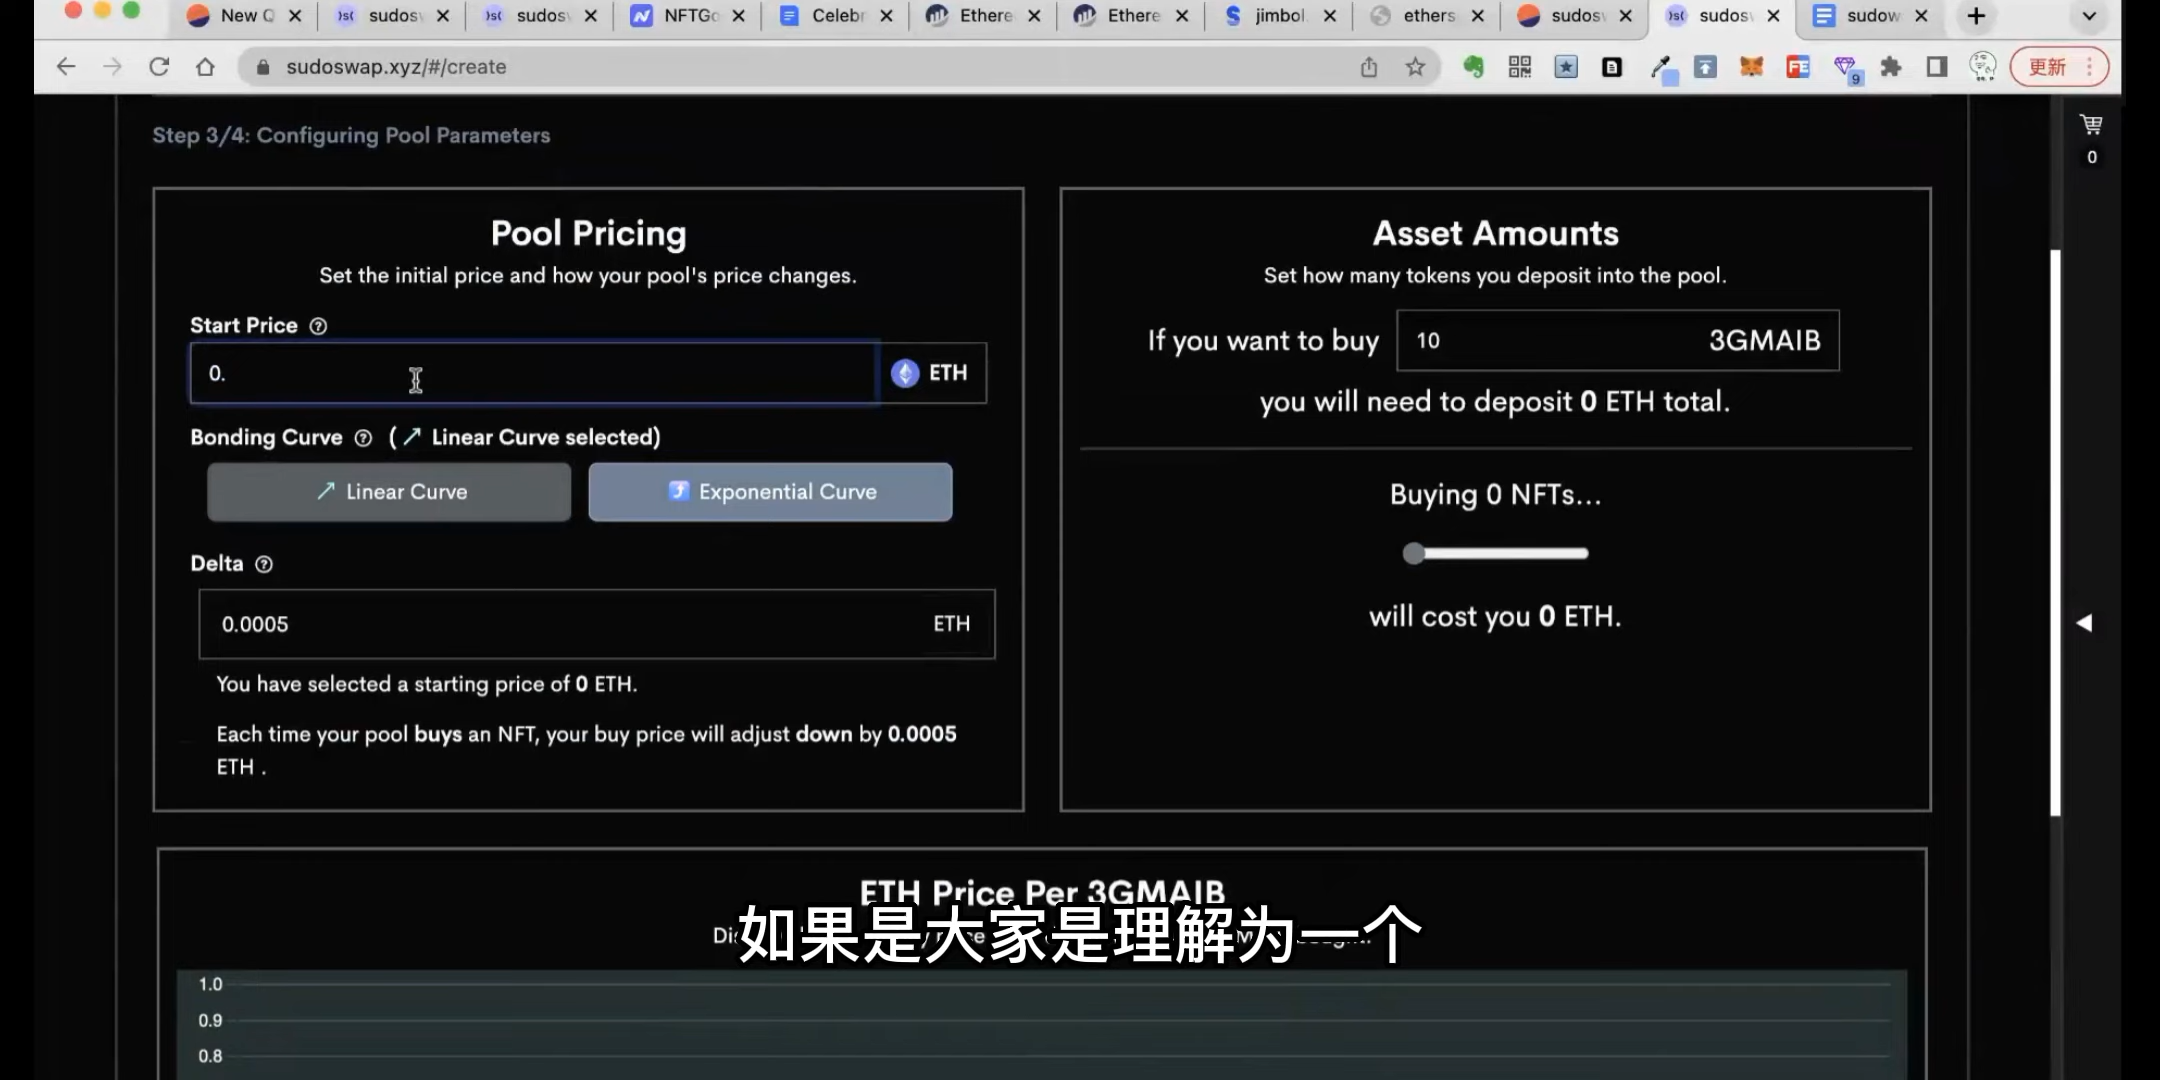 New Q
sudos
sudos
NFTGo
Celebr
Ethere
Ethere
jimbol
ethers
sudos
sudos
sudow
sudoswap.xyz/#/create
9
更新
Step 3/4: Configuring Pool Parameters
0
Pool Pricing
Set the initial price and how your pool's price changes.
Start Price
0.
ETH
Bonding Curve ( Linear Curve selected)
Linear Curve
Exponential Curve
Delta
0.0005 ETH
You have selected a starting price of 0 ETH.
Each time your pool buys an NFT, your buy price will adjust down by 0.0005
ETH .
Asset Amounts
Set how many tokens you deposit into the pool.
If you want to buy 10 3GMAIB
you will need to deposit 0 ETH total.
Buying 0 NFTs...
will cost you 0 ETH.
ETH Price Per 3GMAIB
如果是大家是理解为一个
1.0
0.9
0.8